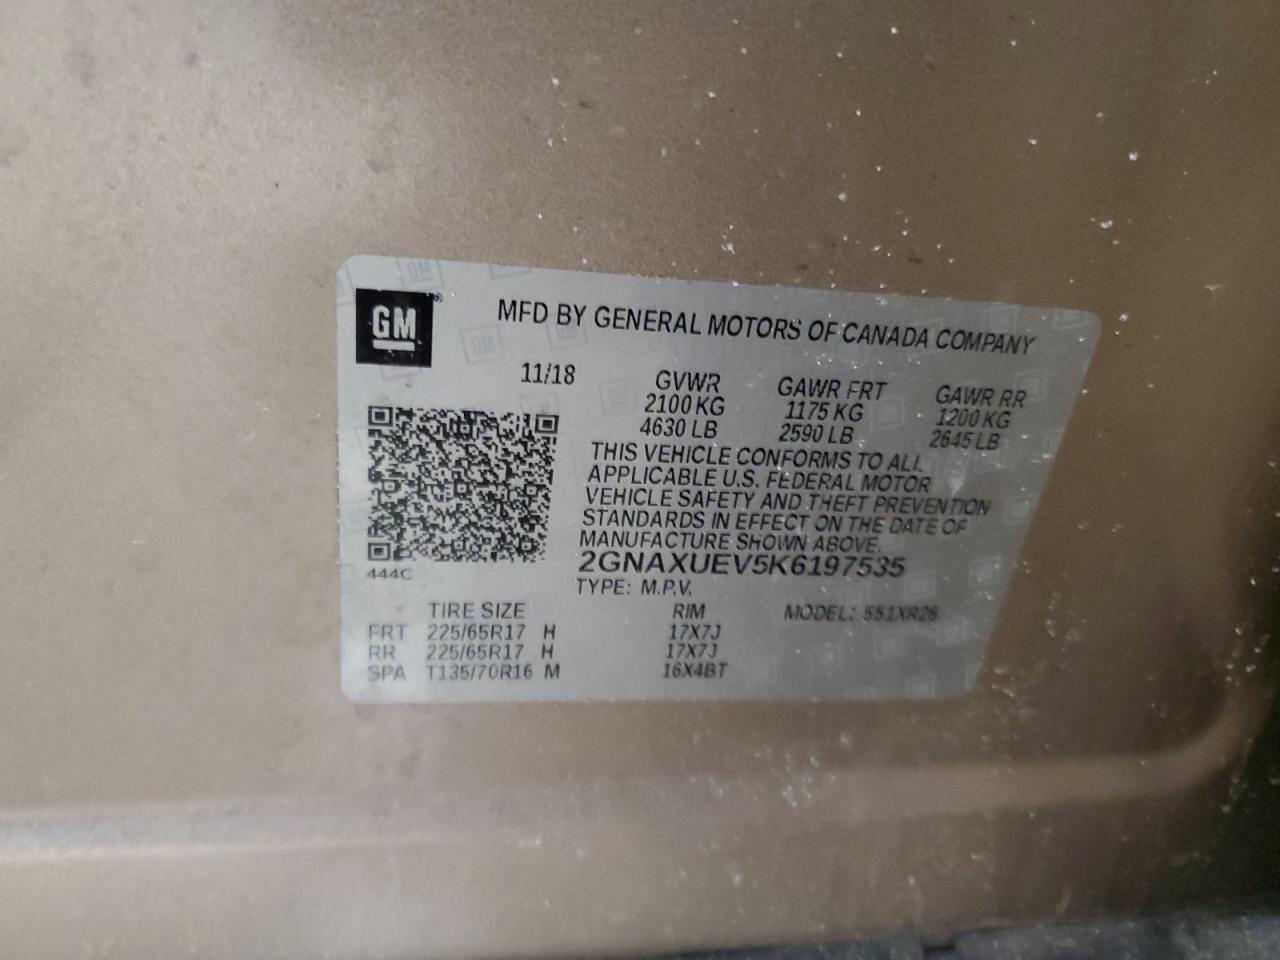 GM
MFD BY GENERAL MOTORS OF CANADA COMPANY
11/18
GVWR GAWR FRT GAWR RR
2100 KG 1175 KG 1200 KG
4630 LB 2590 LB 2645 LB
THIS VEHICLE CONFORMS TO ALL
APPLICABLE U.S. FEDERAL MOTOR
VEHICLE SAFETY AND THEFT PREVENTION
STANDARDS IN EFFECT ON THE DATE OF
MANUFACTURE SHOWN ABOVE.
2GNAXUEV5K6197535
444C
TYPE: M.P.V.
TIRE SIZE RIM MODEL: 551XR26
FRT 225/65R17 H 17X7J
RR 225/65R17 H 17X7J
SPA T135/70R16 M 16X4BT